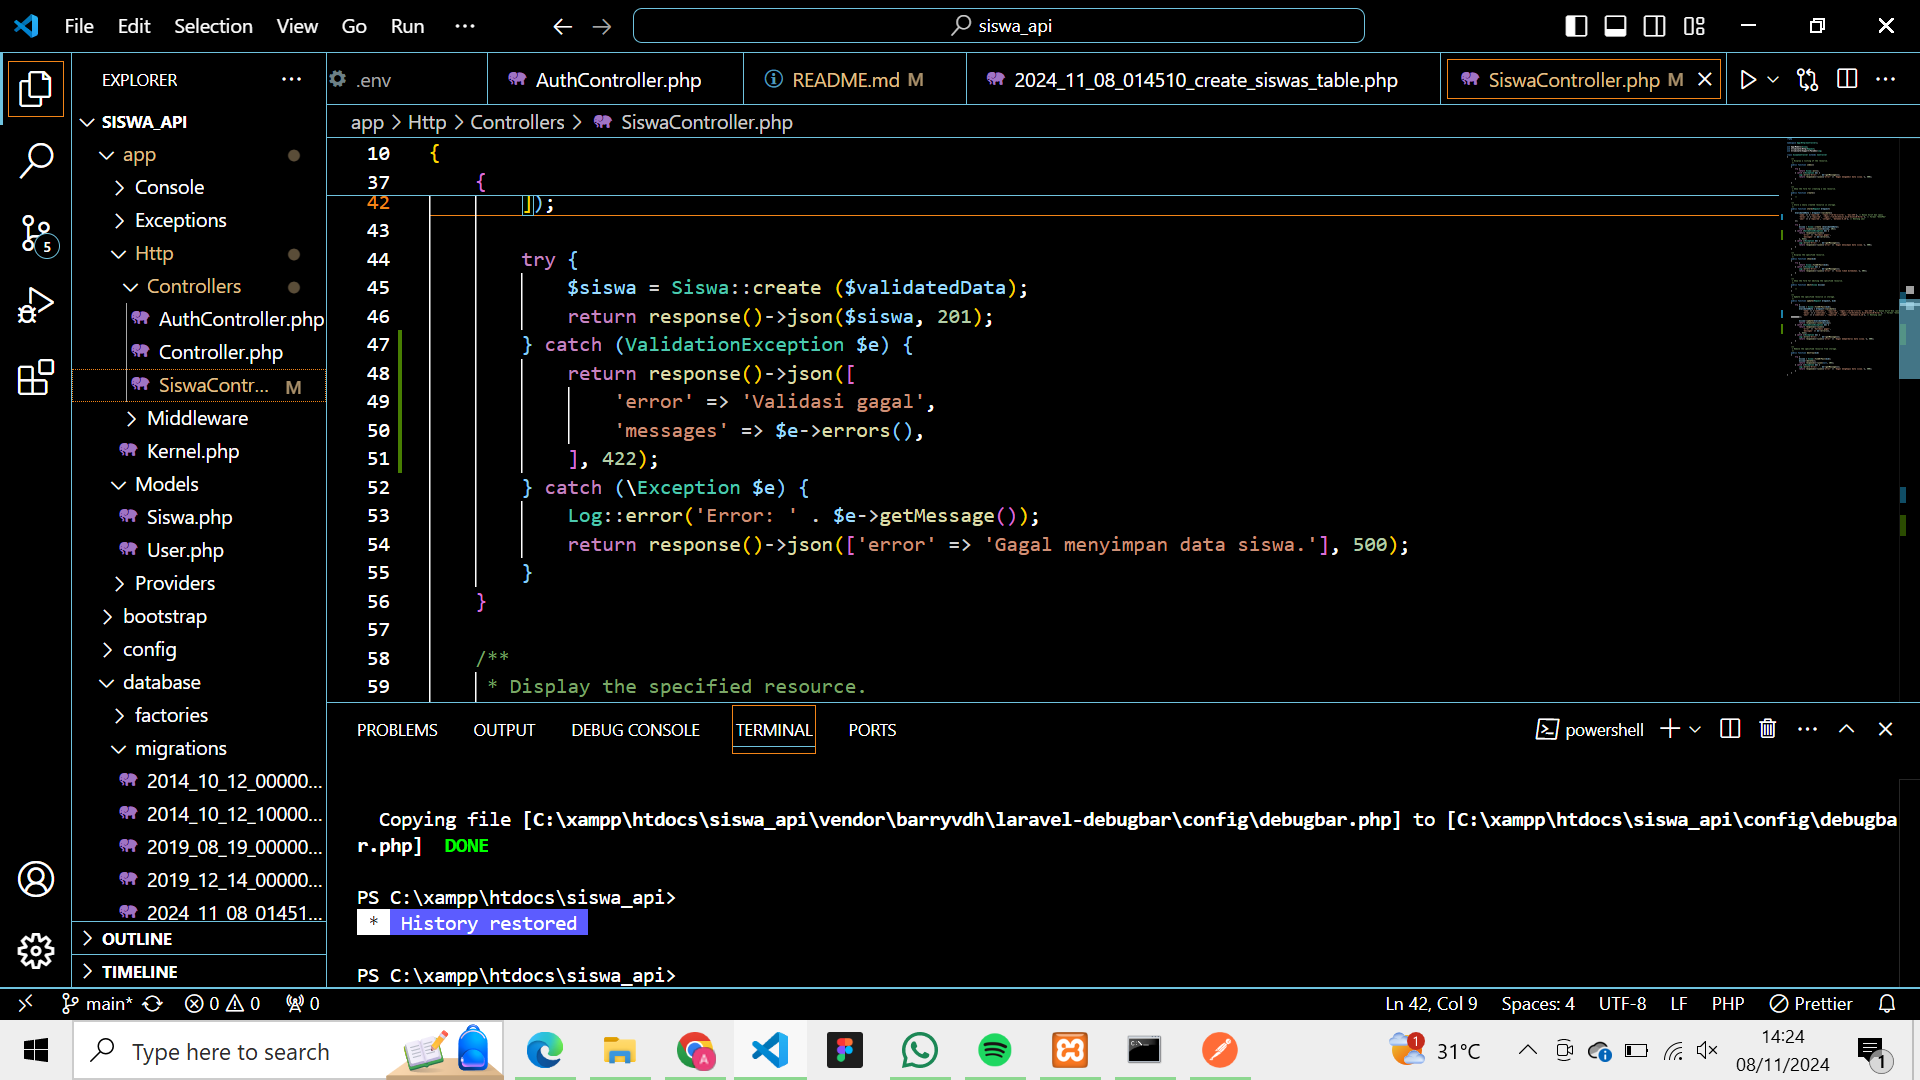 File Edit Selection View Go Run ···
siswa_api
EXPLORER
.env
AuthController.php
README.md M
2024_11_08_014510_create_siswas_table.php
SiswaController.php M
SISWA_API
app
Console
Exceptions
Http
Controllers
AuthController.php
Controller.php
SiswaContr... M
Middleware
Kernel.php
Models
Siswa.php
User.php
Providers
bootstrap
config
database
factories
migrations
2014_10_12_00000...
2014_10_12_10000...
2019_08_19_00000...
2019_12_14_00000...
2024_11_08_01451...
OUTLINE
TIMELINE
5
app > Http > Controllers > SiswaController.php
10 {
37 {
42 ]);
43
44 try {
45 $siswa = Siswa::create ($validatedData);
46 return response()->json($siswa, 201);
47 } catch (ValidationException $e) {
48 return response()->json([
49 'error' => 'Validasi gagal',
50 'messages' => $e->errors(),
51 ], 422);
52 } catch (\Exception $e) {
53 Log::error('Error: ' . $e->getMessage());
54 return response()->json(['error' => 'Gagal menyimpan data siswa.'], 500);
55 }
56 }
57
58 /**
59 * Display the specified resource.
PROBLEMS OUTPUT DEBUG CONSOLE TERMINAL PORTS
powershell
Copying file [C:\xampp\htdocs\siswa_api\vendor\barryvdh\laravel-debugbar\config\debugbar.php] to [C:\xampp\htdocs\siswa_api\config\debugba
r.php] DONE
PS C:\xampp\htdocs\siswa_api>
* History restored
PS C:\xampp\htdocs\siswa_api>
main* 0 0 0
Ln 42, Col 9 Spaces: 4 UTF-8 LF PHP Prettier
Type here to search
A
1
31°C
14:24
08/11/2024
1